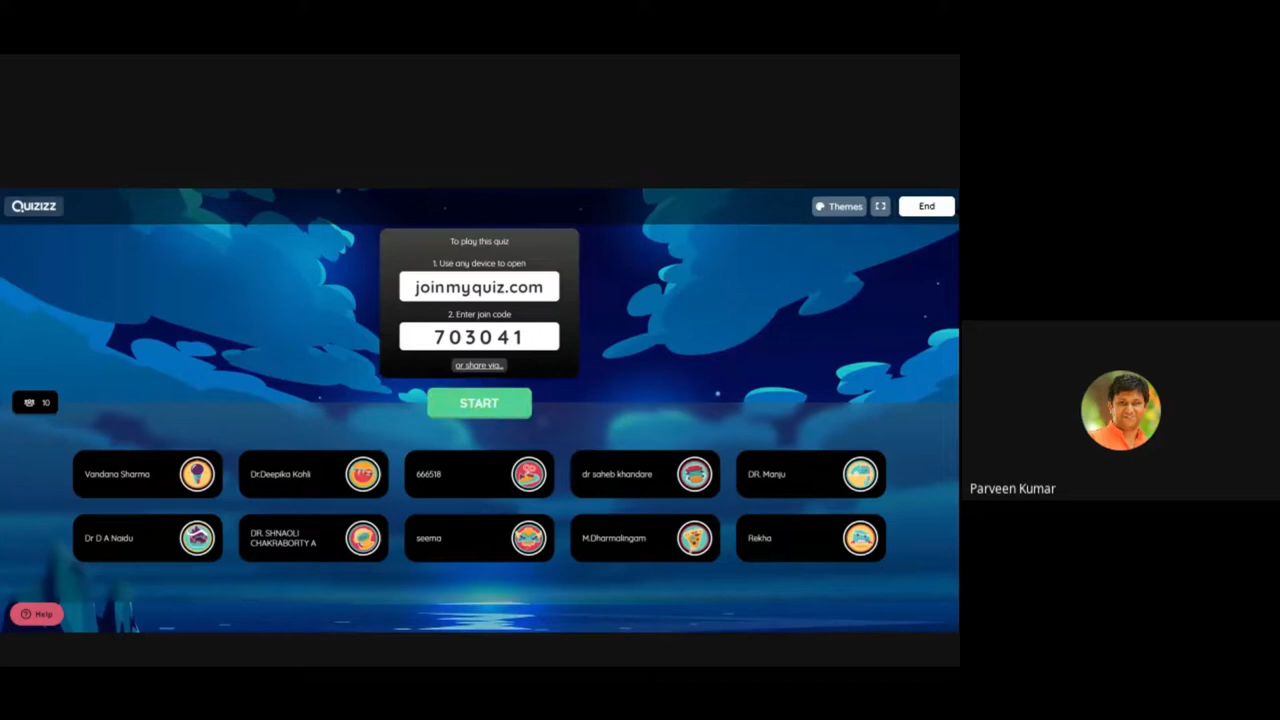 Quizizz
Themes
End
To play this quiz
1. Use any device to open
joinmyquiz.com
2. Enter join code
703041
or share via..
10
START
Vandana Sharma
Dr.Deepika Kohli
666518
dr saheb khandare
DR. Manju
Dr D A Naidu
DR. SHNAOLI
CHAKRABORTY A
seema
M.Dharmalingam
Rekha
Help
Parveen Kumar